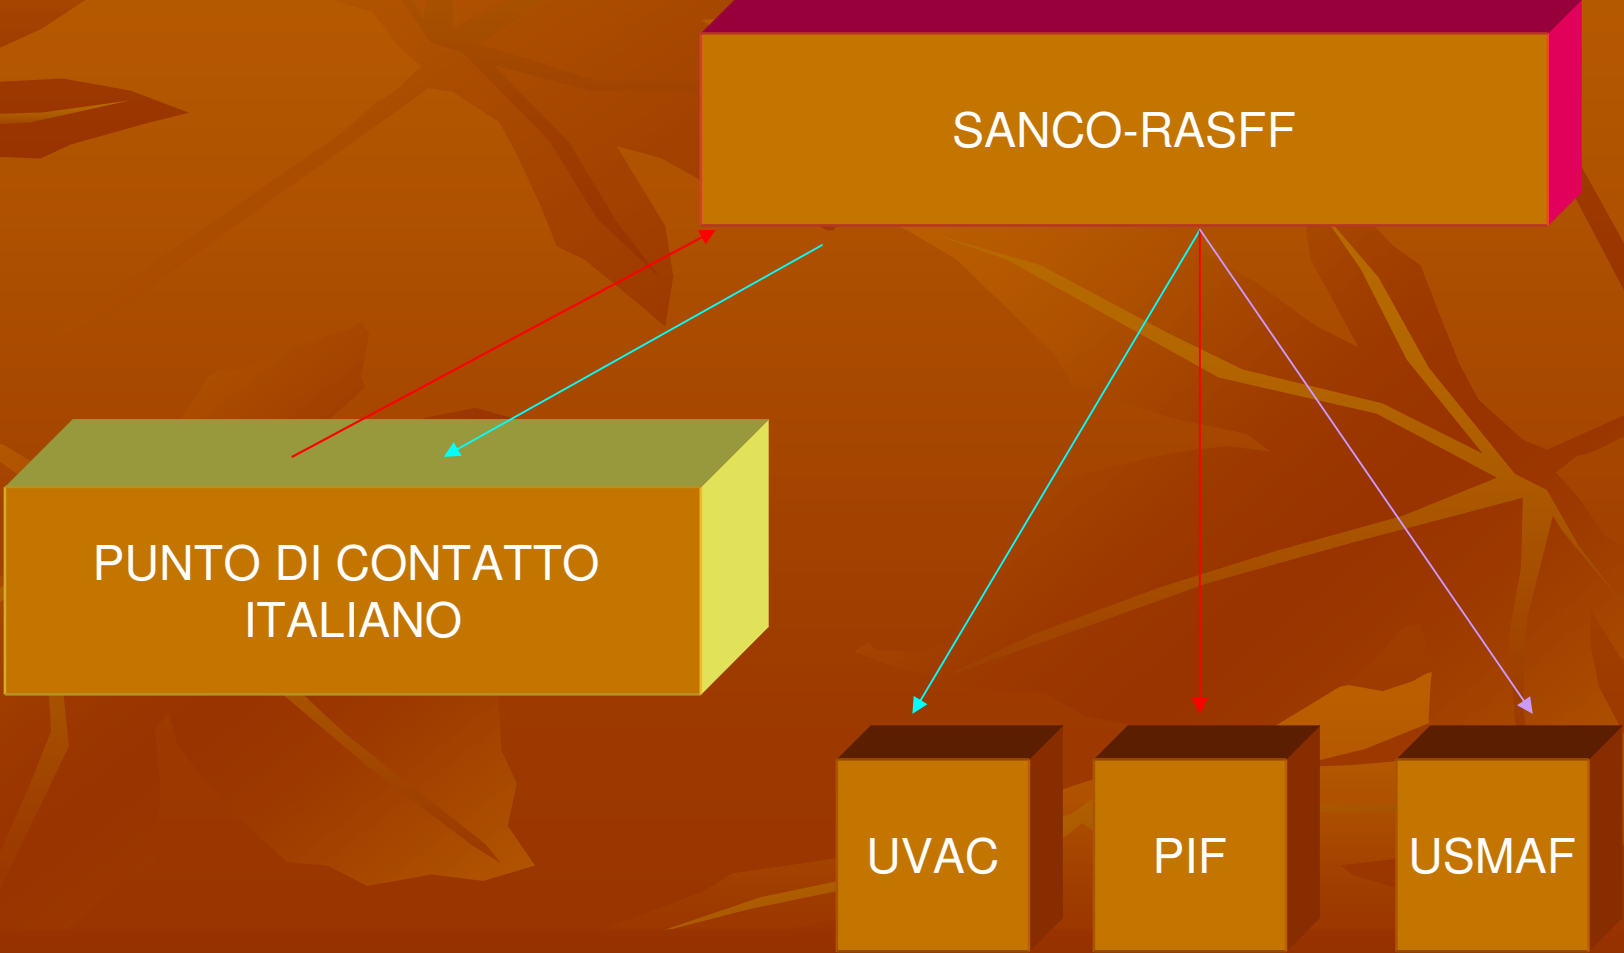 SANCO-RASFF
PUNTO DI CONTATTO
ITALIANO
UVAC
PIF
USMAF